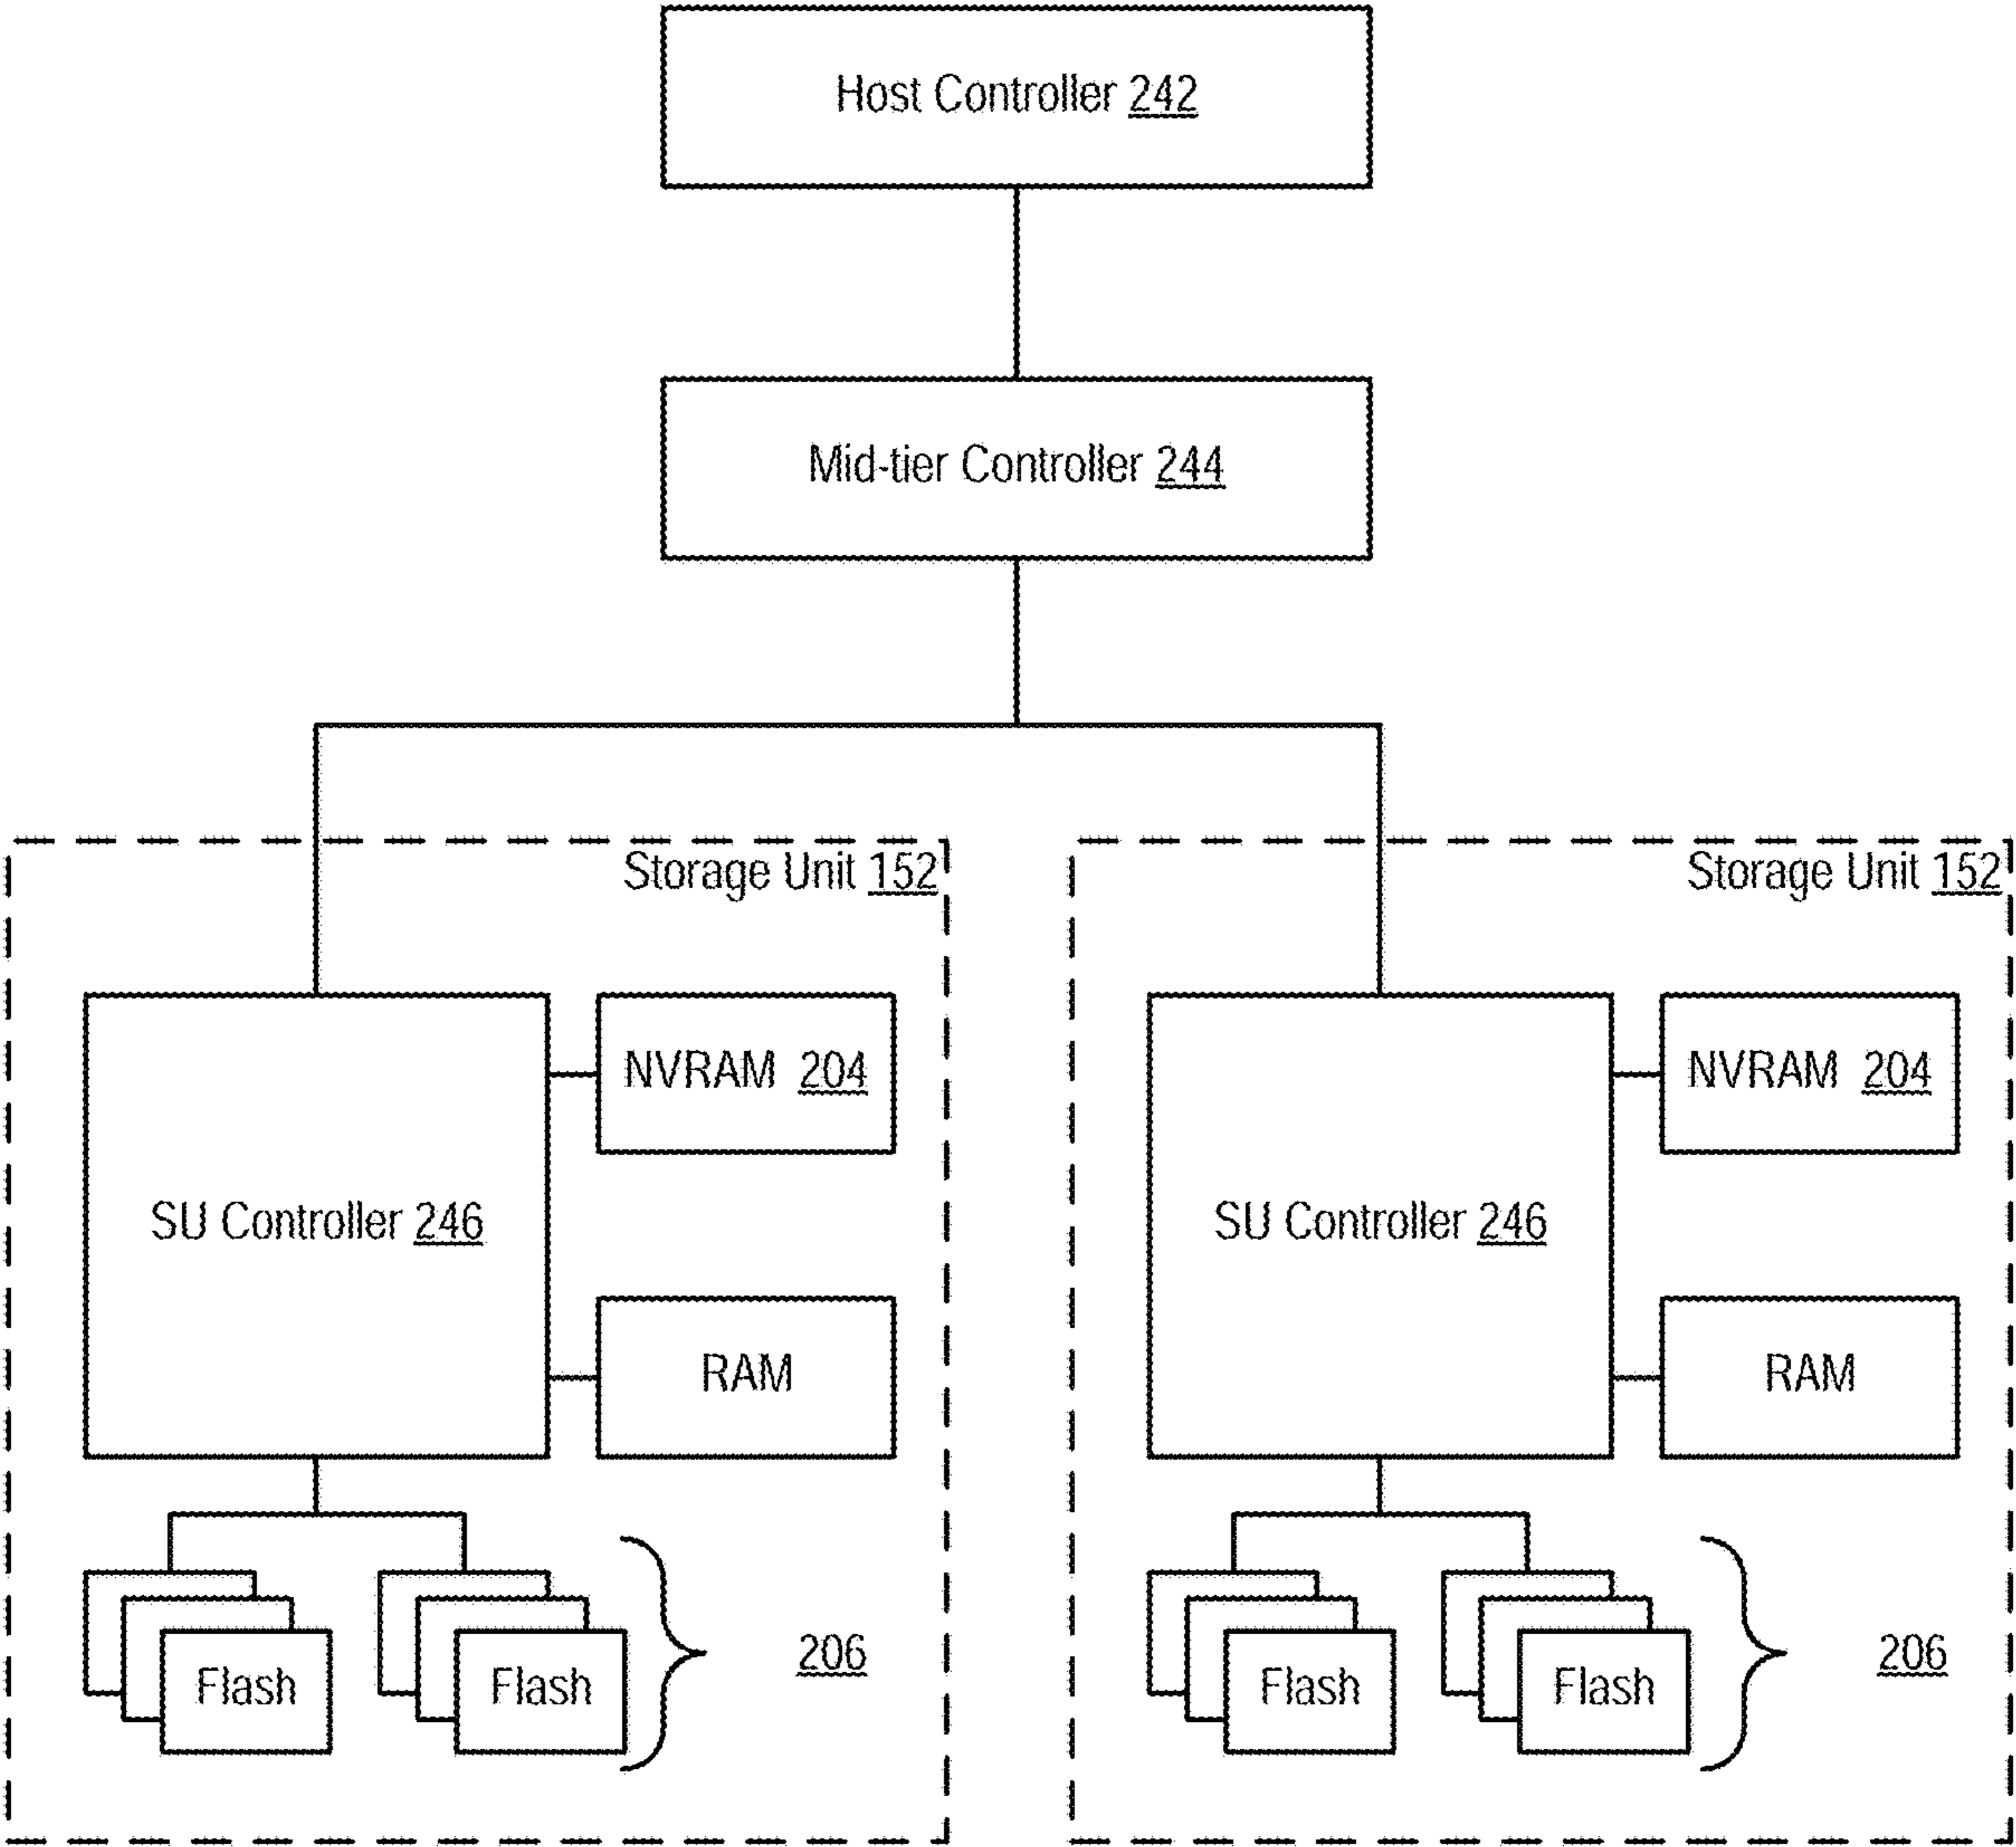 Host Controller 242
Mid-tier Controller 244
Storage Unit 152
SU Controller 246
NVRAM 204
RAM
Flash
Flash
206
Storage Unit 152
SU Controller 246
NVRAM 204
RAM
Flash
Flash
206